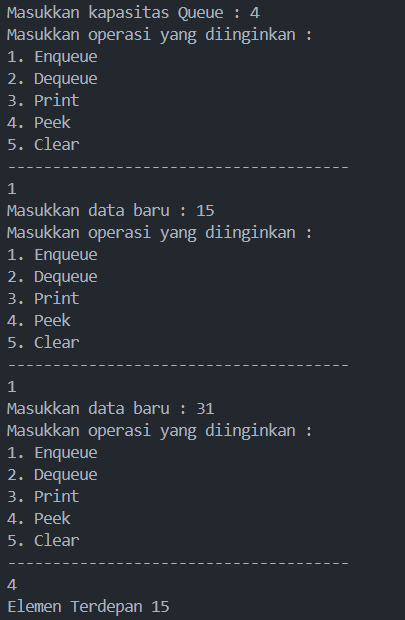 Masukkan kapasitas Queue : 4
Masukkan operasi yang diinginkan :
1. Enqueue
2. Dequeue
3. Print
4. Peek
5. Clear
--------------------------------------
1
Masukkan data baru : 15
Masukkan operasi yang diinginkan :
1. Enqueue
2. Dequeue
3. Print
4. Peek
5. Clear
--------------------------------------
1
Masukkan data baru : 31
Masukkan operasi yang diinginkan :
1. Enqueue
2. Dequeue
3. Print
4. Peek
5. Clear
--------------------------------------
4
Elemen Terdepan 15